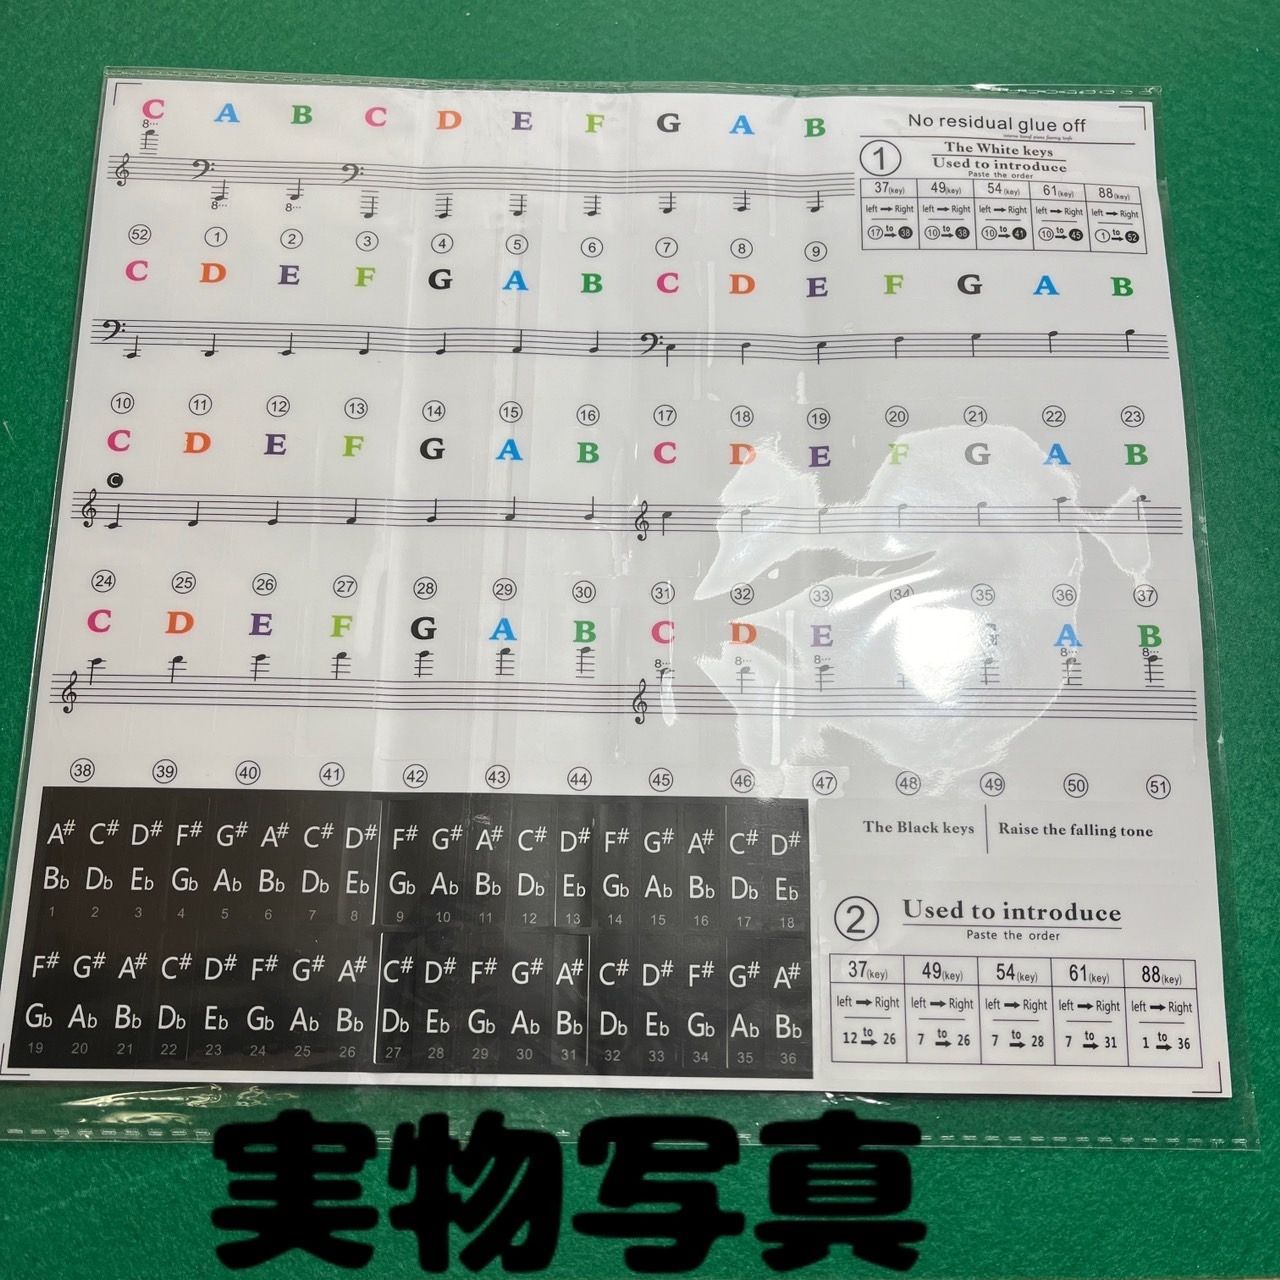 C A B C D E F G A B
8··· 8··· 8···
52 1 2 3 4 5 6 7 8 9
No residual glue off
1
The White keys
Used to introduce
Paste the order
37(key) 49(key) 54(key) 61(key) 88(key)
left Right left Right left Right left Right left Right
17 to 38 10 to 38 10 to 41 10 to 45 1 to 52
C D E F G A B C D E F G A B
10 11 12 13 14 15 16 17 18 19 20 21 22 23
C D E F G A B C D E F G A B
C
24 25 26 27 28 29 30 31 32 33 34 35 36 37
C D E F G A B C D E G A B
8··· 8··· 8··· 8··· 8···
38 39 40 41 42 43 44 45 46 47 48 49 50 51
A# C# D# F# G# A# C# D# F# G# A# C# D# F# G# A# C# D#
Bb Db Eb Gb Ab Bb Db Eb Gb Ab Bb Db Eb Gb Ab Bb Db Eb
1 2 3 4 5 6 7 8 9 10 11 12 13 14 15 16 17 18
F# G# A# C# D# F# G# A# C# D# F# G# A# C# D# F# G# A#
Gb Ab Bb Db Eb Gb Ab Bb Db Eb Gb Ab Bb Db Eb Gb Ab Bb
19 20 21 22 23 24 25 26 27 28 29 30 31 32 33 34 35 36
The Black keys Raise the falling tone
2
Used to introduce
Paste the order
37(key) 49(key) 54(key) 61(key) 88(key)
left Right left Right left Right left Right left Right
12 to 26 7 to 26 7 to 28 7 to 31 1 to 36
実物写真